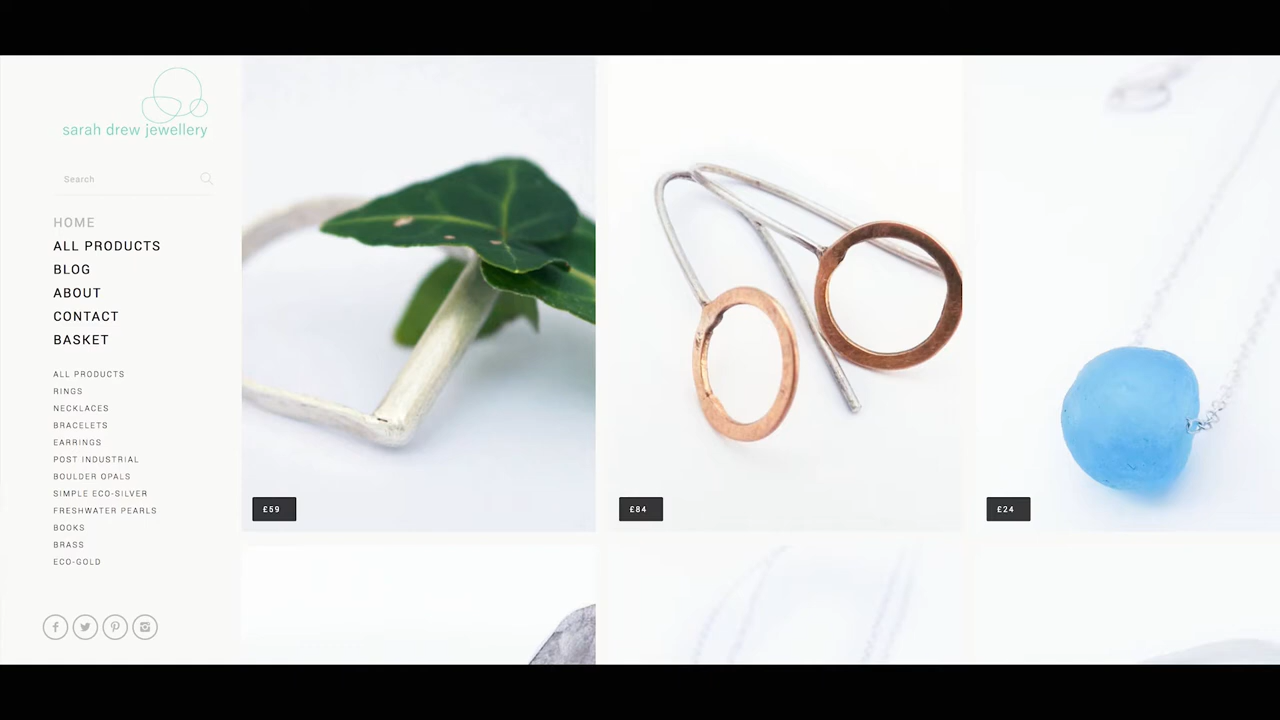 sarah drew jewellery
Search
HOME
ALL PRODUCTS
BLOG
ABOUT
CONTACT
BASKET
ALL PRODUCTS
RINGS
NECKLACES
BRACELETS
EARRINGS
POST INDUSTRIAL
BOULDER OPALS
SIMPLE ECO-SILVER
FRESHWATER PEARLS
BOOKS
BRASS
ECO-GOLD
£59
£84
£24